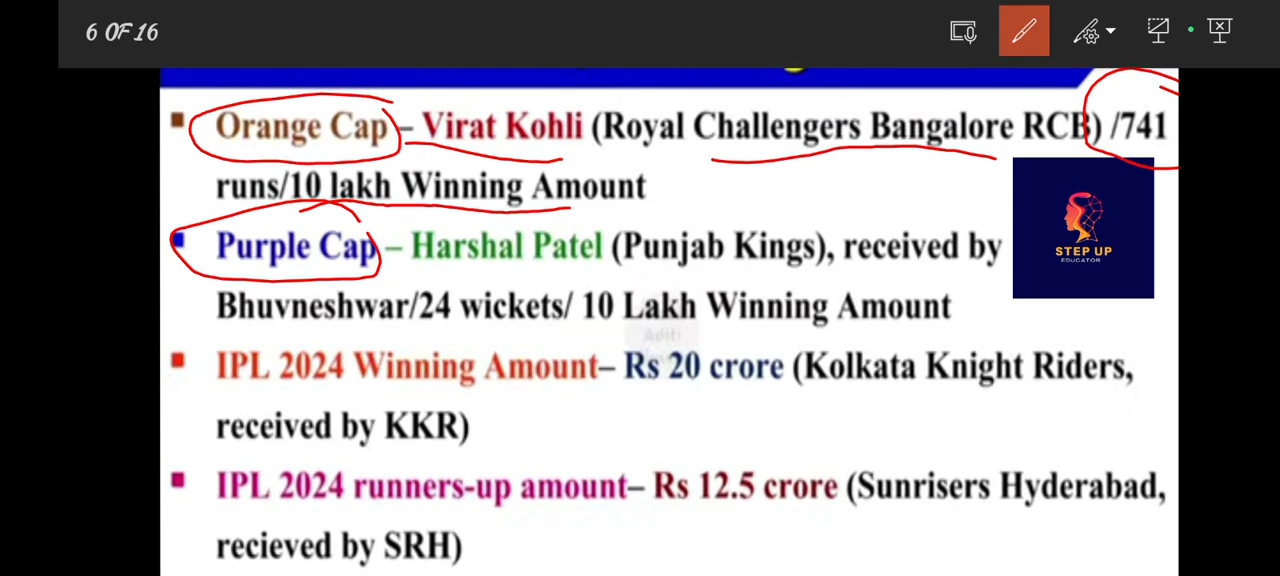 6 OF 16
Orange Cap – Virat Kohli (Royal Challengers Bangalore RCB) /741
runs/10 lakh Winning Amount
Purple Cap – Harshal Patel (Punjab Kings), received by
Bhuvneshwar/24 wickets/ 10 Lakh Winning Amount
IPL 2024 Winning Amount– Rs 20 crore (Kolkata Knight Riders,
received by KKR)
IPL 2024 runners-up amount– Rs 12.5 crore (Sunrisers Hyderabad,
recieved by SRH)
STEP UP
EDUCATOR
Aditi